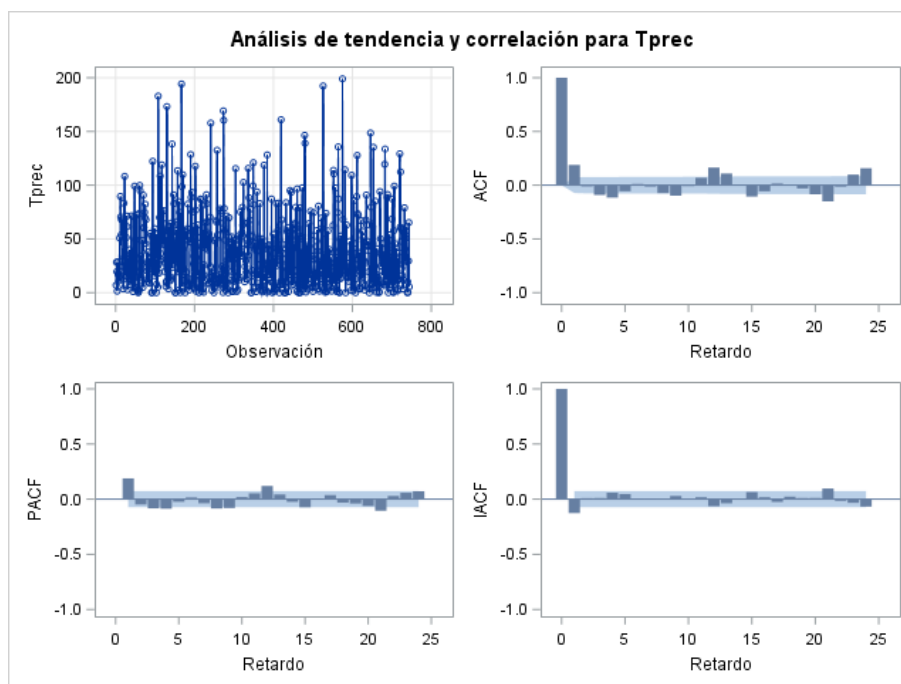 Análisis de tendencia y correlación para Tprec
Tprec
200
150
100
50
0
0 200 400 600 800
Observación
ACF
1.0
0.5
0.0
-0.5
-1.0
0 5 10 15 20 25
Retardo
PACF
1.0
0.5
0.0
-0.5
-1.0
0 5 10 15 20 25
Retardo
IACF
1.0
0.5
0.0
-0.5
-1.0
0 5 10 15 20 25
Retardo